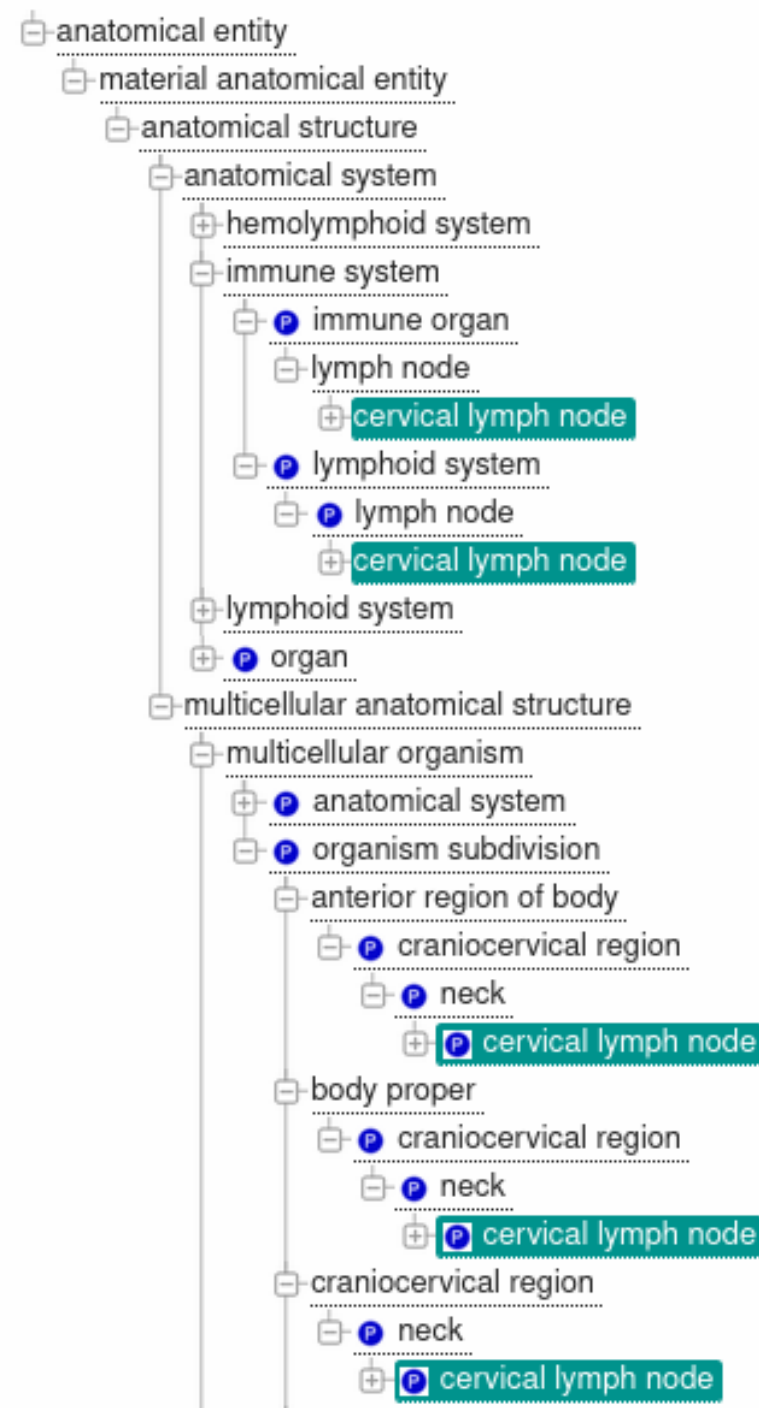 anatomical entity
material anatomical entity
anatomical structure
anatomical system
hemolymphoid system
immune system
P immune organ
lymph node
cervical lymph node
P lymphoid system
P lymph node
cervical lymph node
lymphoid system
P organ
multicellular anatomical structure
multicellular organism
P anatomical system
P organism subdivision
anterior region of body
P craniocervical region
P neck
P cervical lymph node
body proper
P craniocervical region
P neck
P cervical lymph node
craniocervical region
P neck
P cervical lymph node